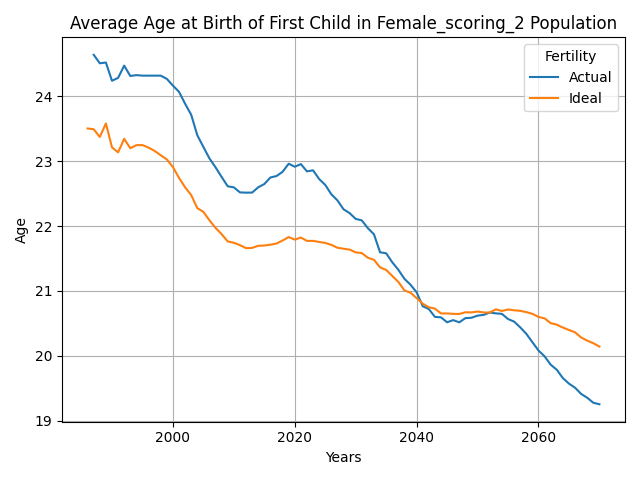 Average Age at Birth of First Child in Female_scoring_2 Population
Fertility
Actual
Ideal
Age
24
23
22
21
20
19
2000
2020
2040
2060
Years